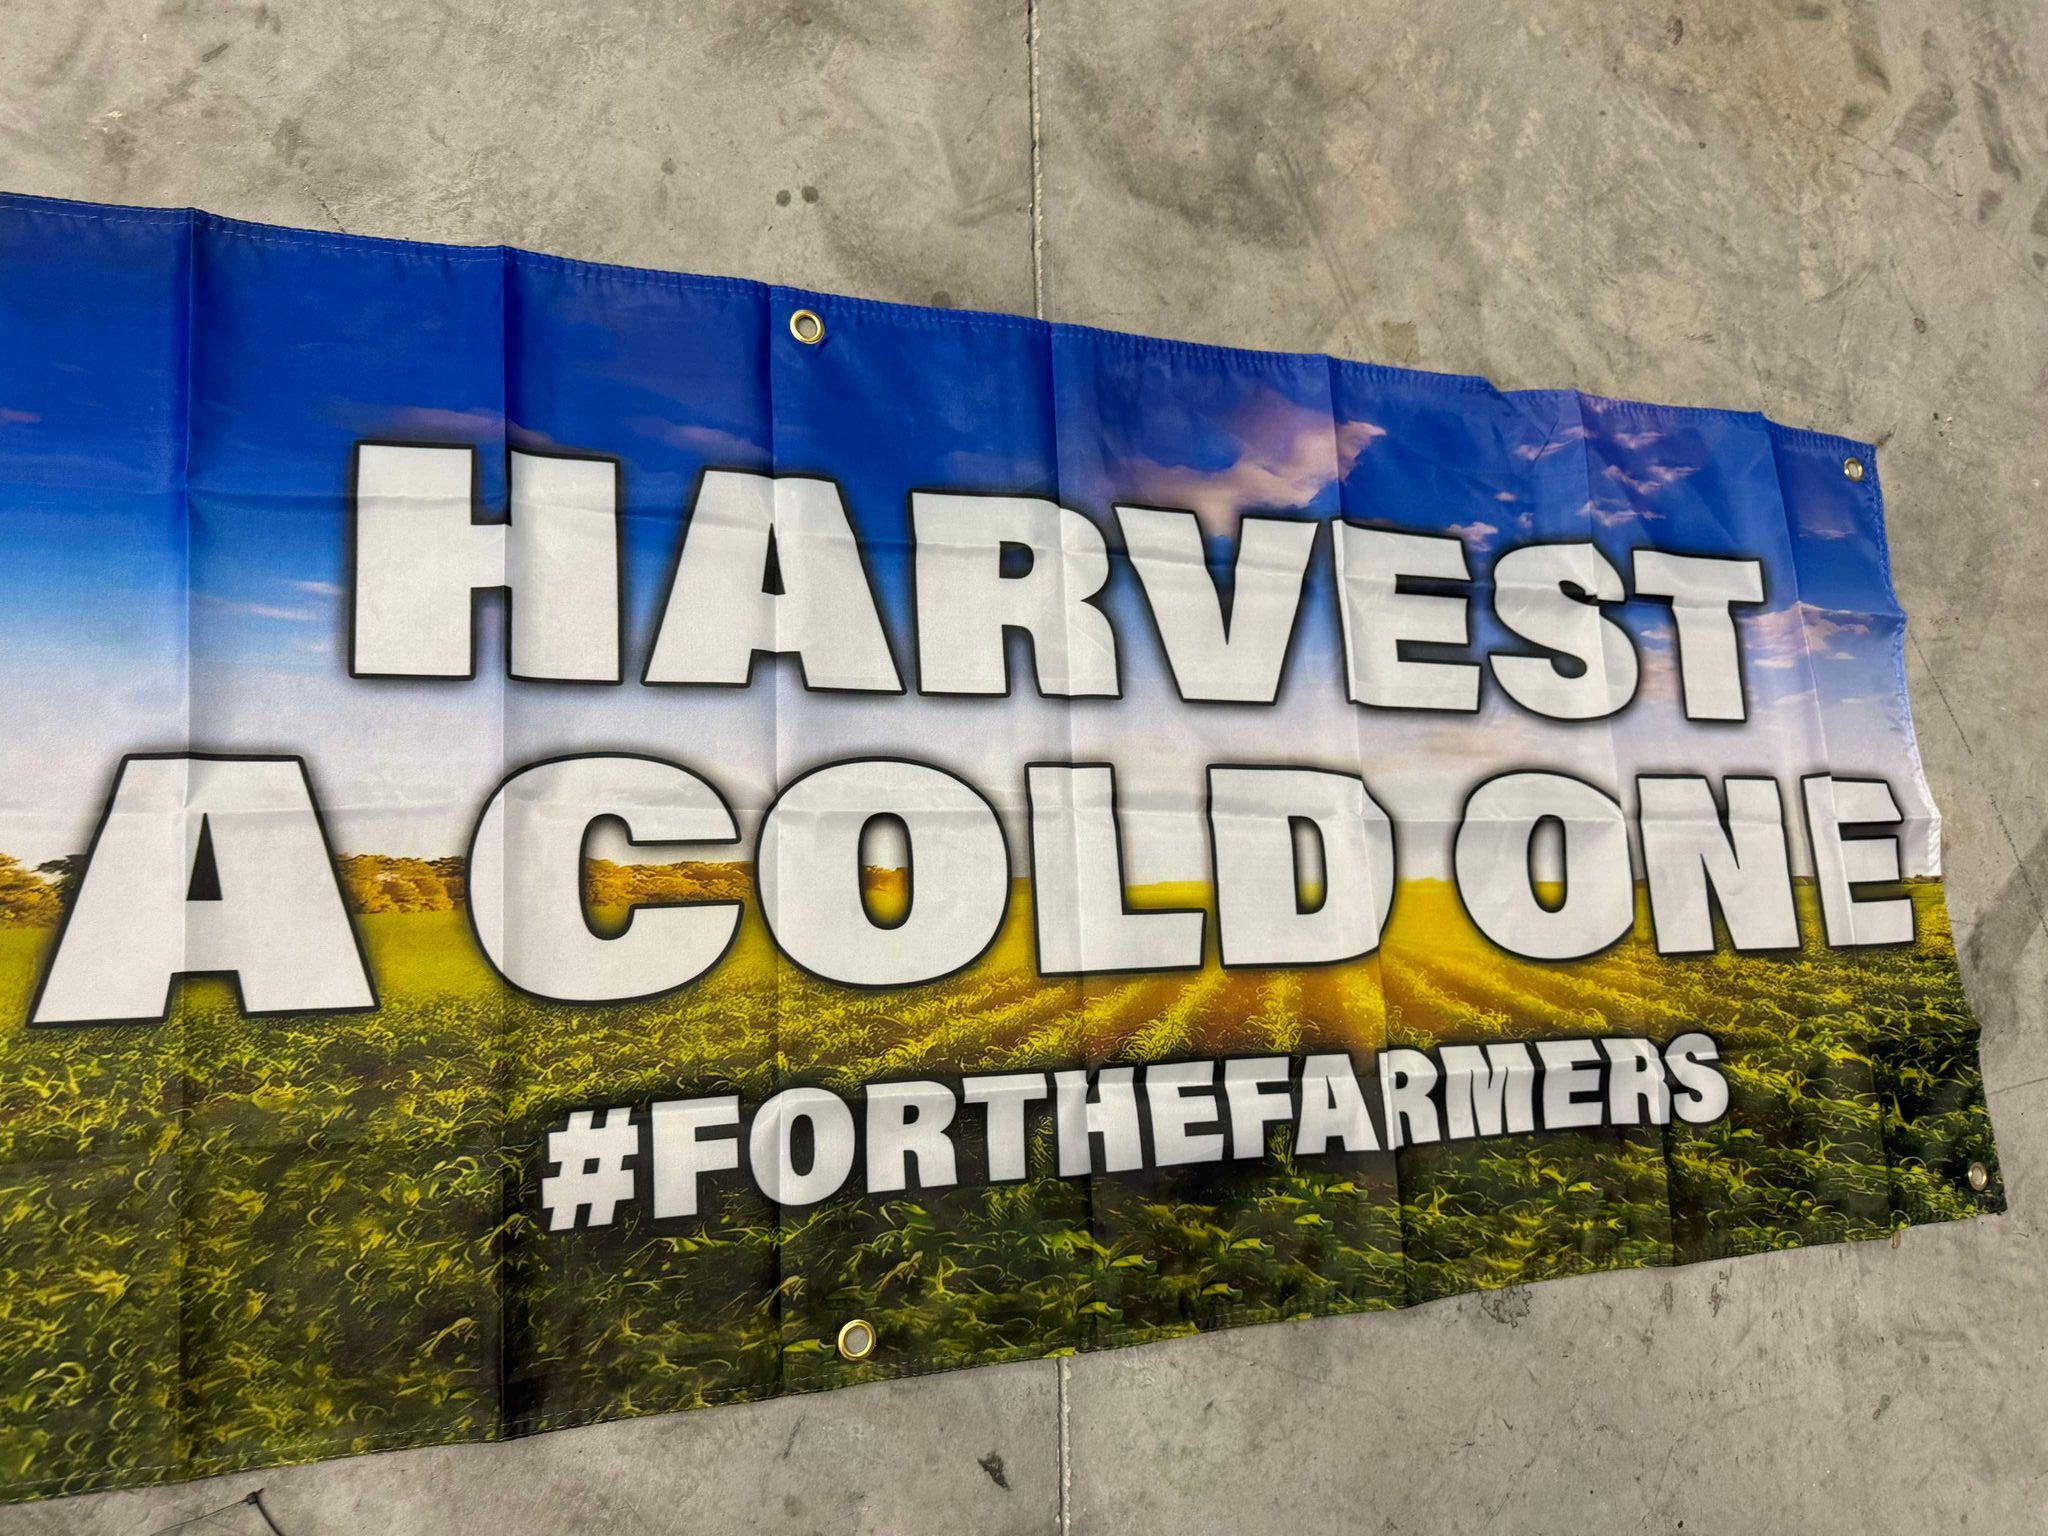 HARVEST
A COLD ONE
#FORTHEFARMERS